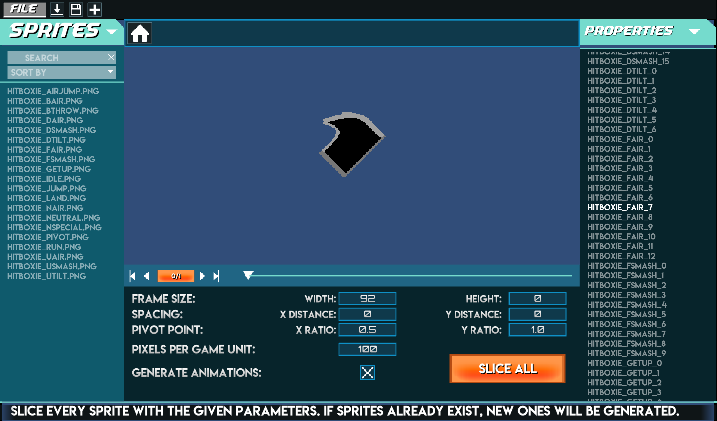 FILE
SPRITES
PROPERTIES
SEARCH
SORT BY
HITBOXIE_AIRJUMP.PNG
HITBOXIE_BAIR.PNG
HITBOXIE_BTHROW.PNG
HITBOXIE_DAIR.PNG
HITBOXIE_DSMASH.PNG
HITBOXIE_DTILT.PNG
HITBOXIE_FAIR.PNG
HITBOXIE_FSMASH.PNG
HITBOXIE_GETUP.PNG
HITBOXIE_IDLE.PNG
HITBOXIE_JUMP.PNG
HITBOXIE_LAND.PNG
HITBOXIE_NAIR.PNG
HITBOXIE_NEUTRAL.PNG
HITBOXIE_NSPECIAL.PNG
HITBOXIE_PIVOT.PNG
HITBOXIE_RUN.PNG
HITBOXIE_UAIR.PNG
HITBOXIE_USMASH.PNG
HITBOXIE_UTILT.PNG
FRAME SIZE: WIDTH: 92 HEIGHT: 0
SPACING: X DISTANCE: 0 Y DISTANCE: 0
PIVOT POINT: X RATIO: 0.5 Y RATIO: 1.0
PIXELS PER GAME UNIT: 100
GENERATE ANIMATIONS:
SLICE ALL
HITBOXIE_DSMASH_14
HITBOXIE_DSMASH_15
HITBOXIE_DTILT_0
HITBOXIE_DTILT_1
HITBOXIE_DTILT_2
HITBOXIE_DTILT_3
HITBOXIE_DTILT_4
HITBOXIE_DTILT_5
HITBOXIE_DTILT_6
HITBOXIE_FAIR_0
HITBOXIE_FAIR_1
HITBOXIE_FAIR_2
HITBOXIE_FAIR_3
HITBOXIE_FAIR_4
HITBOXIE_FAIR_5
HITBOXIE_FAIR_6
HITBOXIE_FAIR_7
HITBOXIE_FAIR_8
HITBOXIE_FAIR_9
HITBOXIE_FAIR_10
HITBOXIE_FAIR_11
HITBOXIE_FAIR_12
HITBOXIE_FSMASH_0
HITBOXIE_FSMASH_1
HITBOXIE_FSMASH_2
HITBOXIE_FSMASH_3
HITBOXIE_FSMASH_4
HITBOXIE_FSMASH_5
HITBOXIE_FSMASH_6
HITBOXIE_FSMASH_7
HITBOXIE_FSMASH_8
HITBOXIE_FSMASH_9
HITBOXIE_GETUP_0
HITBOXIE_GETUP_1
HITBOXIE_GETUP_2
HITBOXIE_GETUP_3
SLICE EVERY SPRITE WITH THE GIVEN PARAMETERS. IF SPRITES ALREADY EXIST, NEW ONES WILL BE GENERATED.